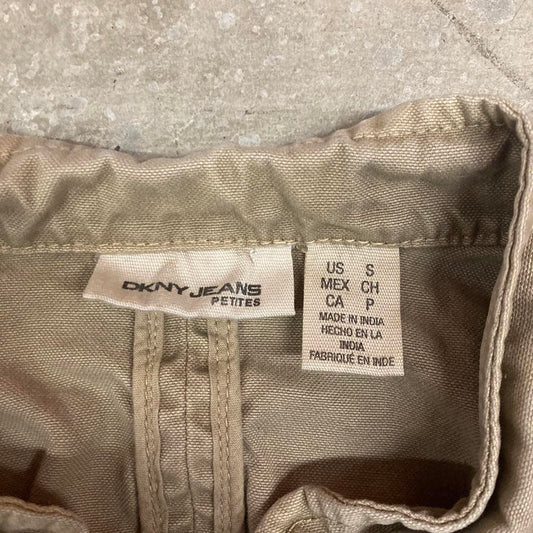 DKNY JEANS
PETITES
US S
MEX CH
CA P
MADE IN INDIA
HECHO EN LA
INDIA
FABRIQUÉ EN INDE